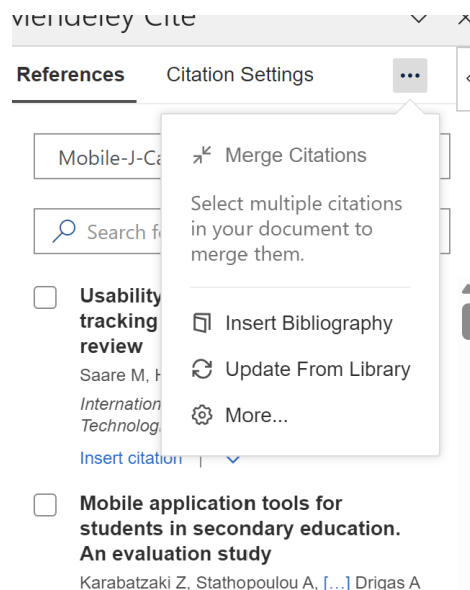 Mendeley Cite
References Citation Settings
Mobile-J-Ca
Merge Citations
Select multiple citations
in your document to
merge them.
Search f
Insert Bibliography
Update From Library
More...
Usability
tracking
review
Saare M, H
Internation
Technolog
Insert citation
Mobile application tools for
students in secondary education.
An evaluation study
Karabatzaki Z, Stathopoulou A, [...] Drigas A